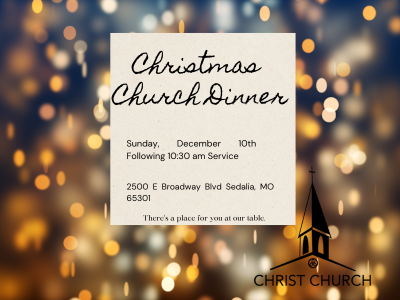 Christmas
Church Dinner
Sunday, December 10th
Following 10:30 am Service
2500 E Broadway Blvd Sedalia, MO
65301
There's a place for you at our table.
CHRIST CHURCH